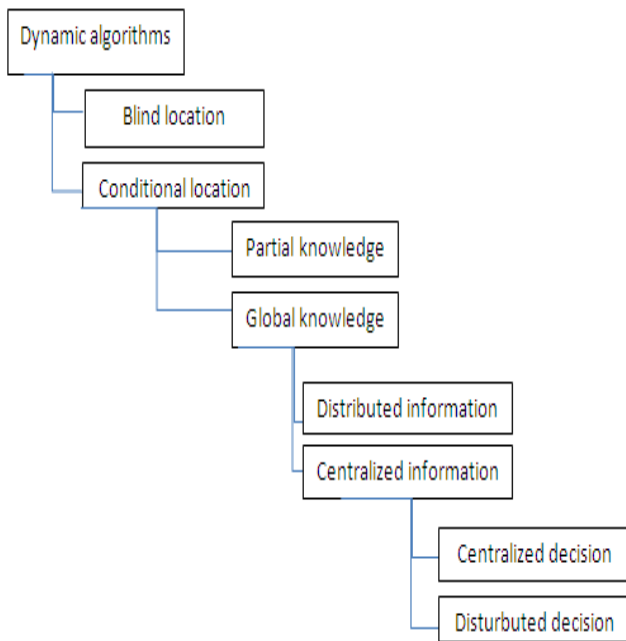 Dynamic algorithms
Blind location
Conditional location
Partial knowledge
Global knowledge
Distributed information
Centralized information
Centralized decision
Disturbuted decision